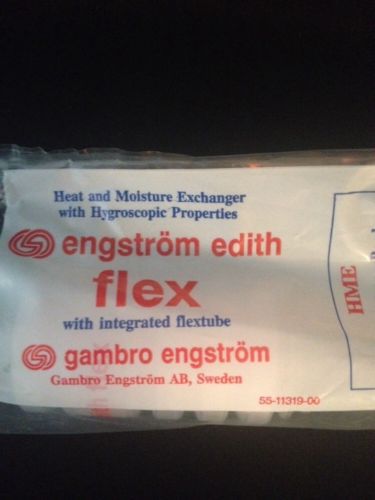 Heat and Moisture Exchanger
with Hygroscopic Properties
engström edith
flex
with integrated flextube
gambro engström
Gambro Engström AB, Sweden
55-11319-00
HME